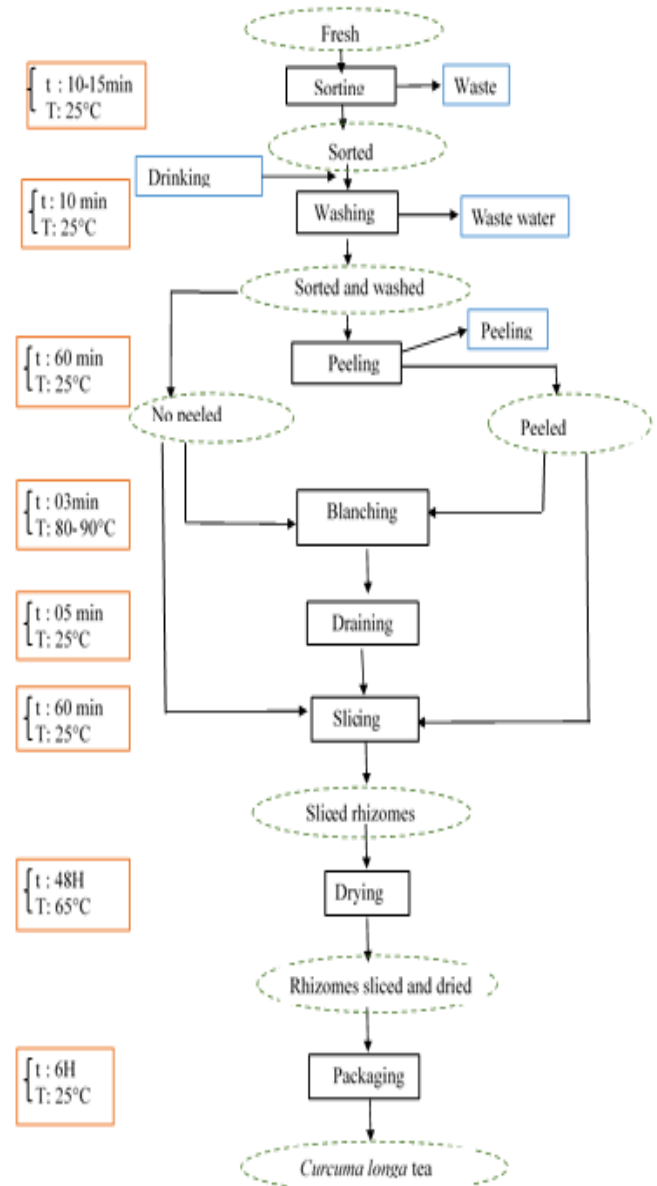 Fresh
t : 10-15min
T: 25°C
Sorting
Waste
Sorted
Drinking
t : 10 min
T: 25°C
Washing
Waste water
Sorted and washed
Peeling
t : 60 min
T: 25°C
Peeling
No peeled
Peeled
t : 03min
T: 80-90°C
Blanching
t : 05 min
T: 25°C
Draining
t : 60 min
T: 25°C
Slicing
Sliced rhizomes
t : 48H
T: 65°C
Drying
Rhizomes sliced and dried
t : 6H
T: 25°C
Packaging
Curcuma longa tea